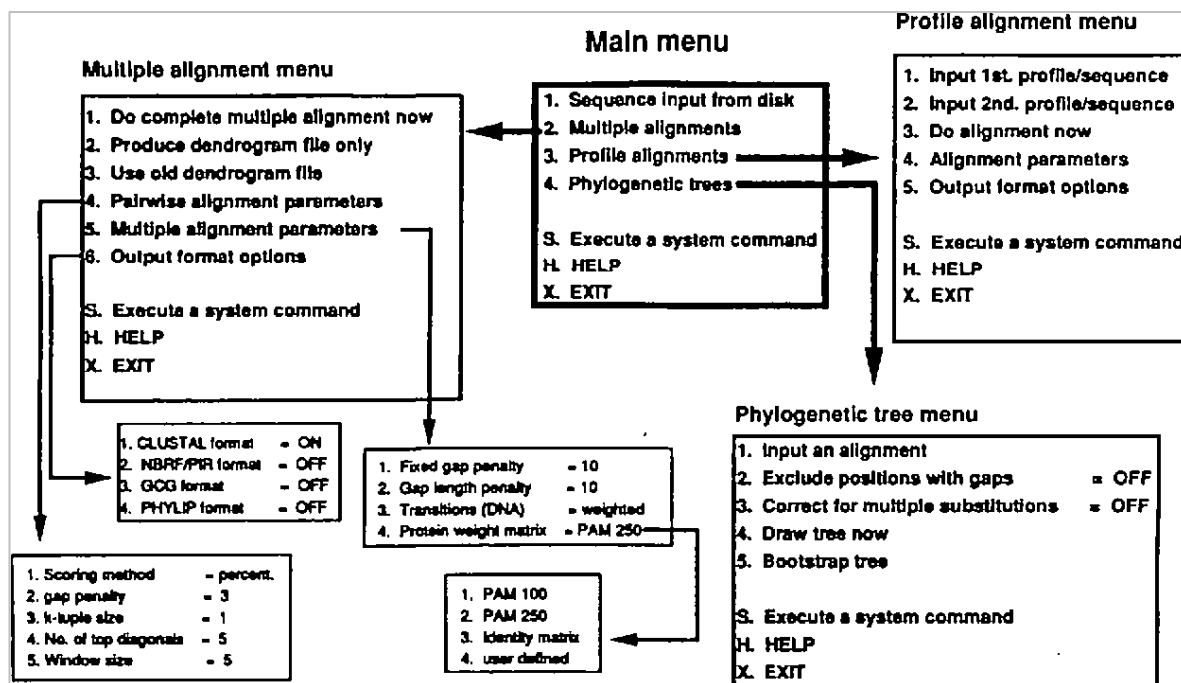 Main menu
1. Sequence input from disk
2. Multiple alignments
3. Profile alignments
4. Phylogenetic trees
S. Execute a system command
H. HELP
X. EXIT
Multiple alignment menu
1. Do complete multiple alignment now
2. Produce dendrogram file only
3. Use old dendrogram file
4. Pairwise alignment parameters
5. Multiple alignment parameters
6. Output format options
S. Execute a system command
H. HELP
X. EXIT
Profile alignment menu
1. Input 1st. profile/sequence
2. Input 2nd. profile/sequence
3. Do alignment now
4. Alignment parameters
5. Output format options
S. Execute a system command
H. HELP
X. EXIT
1. CLUSTAL format = ON
2. NBRF/PIR format = OFF
3. GCG format = OFF
4. PHYLIP format = OFF
1. Fixed gap penalty = 10
2. Gap length penalty = 10
3. Transitions (DNA) = weighted
4. Protein weight matrix = PAM 250
1. Scoring method = percent.
2. gap penalty = 3
3. k-tuple size = 1
4. No. of top diagonals = 5
5. Window size = 5
1. PAM 100
2. PAM 250
3. Identity matrix
4. user defined
Phylogenetic tree menu
1. Input an alignment
2. Exclude positions with gaps = OFF
3. Correct for multiple substitutions = OFF
4. Draw tree now
5. Bootstrap tree
S. Execute a system command
H. HELP
X. EXIT